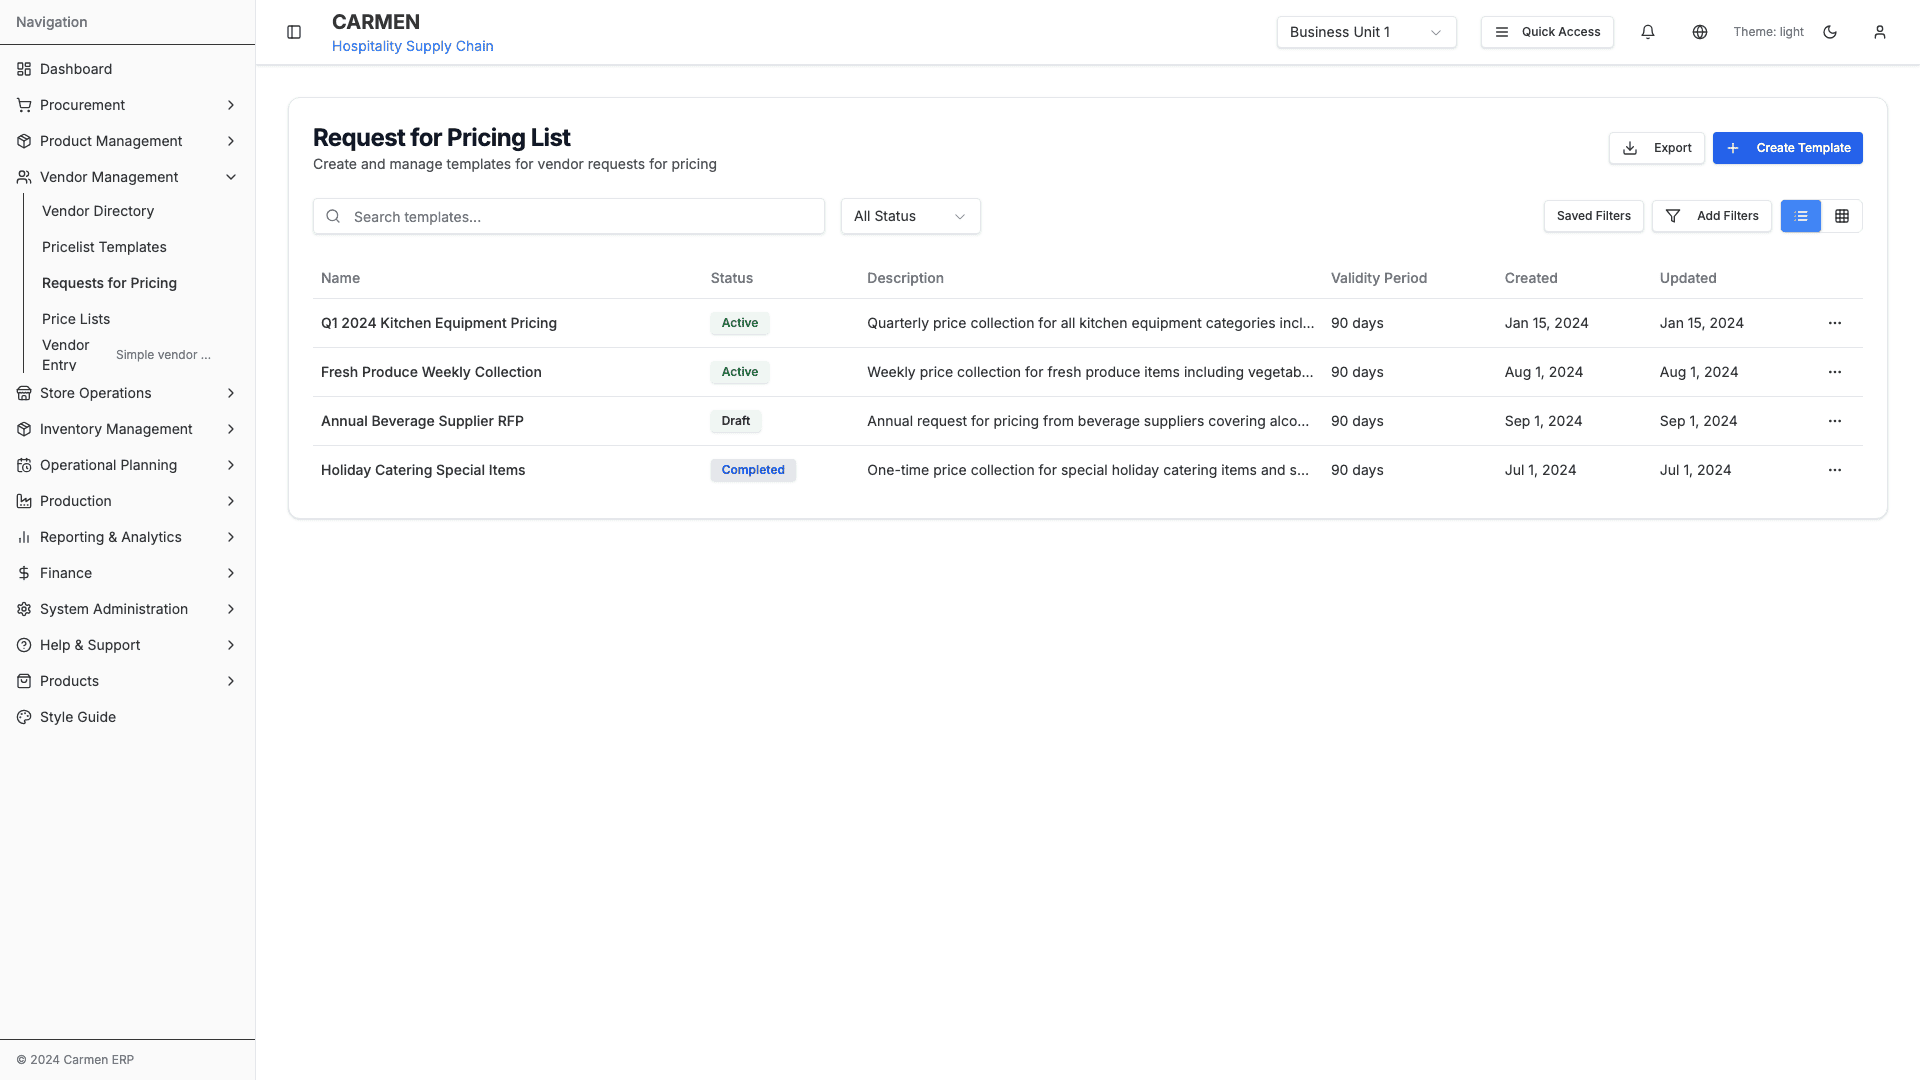 Navigation
Dashboard
Procurement
Product Management
Vendor Management
Vendor Directory
Pricelist Templates
Requests for Pricing
Price Lists
Vendor Entry
Simple vendor ...
Store Operations
Inventory Management
Operational Planning
Production
Reporting & Analytics
Finance
System Administration
Help & Support
Products
Style Guide
© 2024 Carmen ERP
CARMEN
Hospitality Supply Chain
Business Unit 1
Quick Access
Theme: light
Request for Pricing List
Create and manage templates for vendor requests for pricing
Export
Create Template
Search templates...
All Status
Saved Filters
Add Filters
Name Status Description Validity Period Created Updated
Q1 2024 Kitchen Equipment Pricing Active Quarterly price collection for all kitchen equipment categories incl... 90 days Jan 15, 2024 Jan 15, 2024
Fresh Produce Weekly Collection Active Weekly price collection for fresh produce items including vegetab... 90 days Aug 1, 2024 Aug 1, 2024
Annual Beverage Supplier RFP Draft Annual request for pricing from beverage suppliers covering alco... 90 days Sep 1, 2024 Sep 1, 2024
Holiday Catering Special Items Completed One-time price collection for special holiday catering items and s... 90 days Jul 1, 2024 Jul 1, 2024